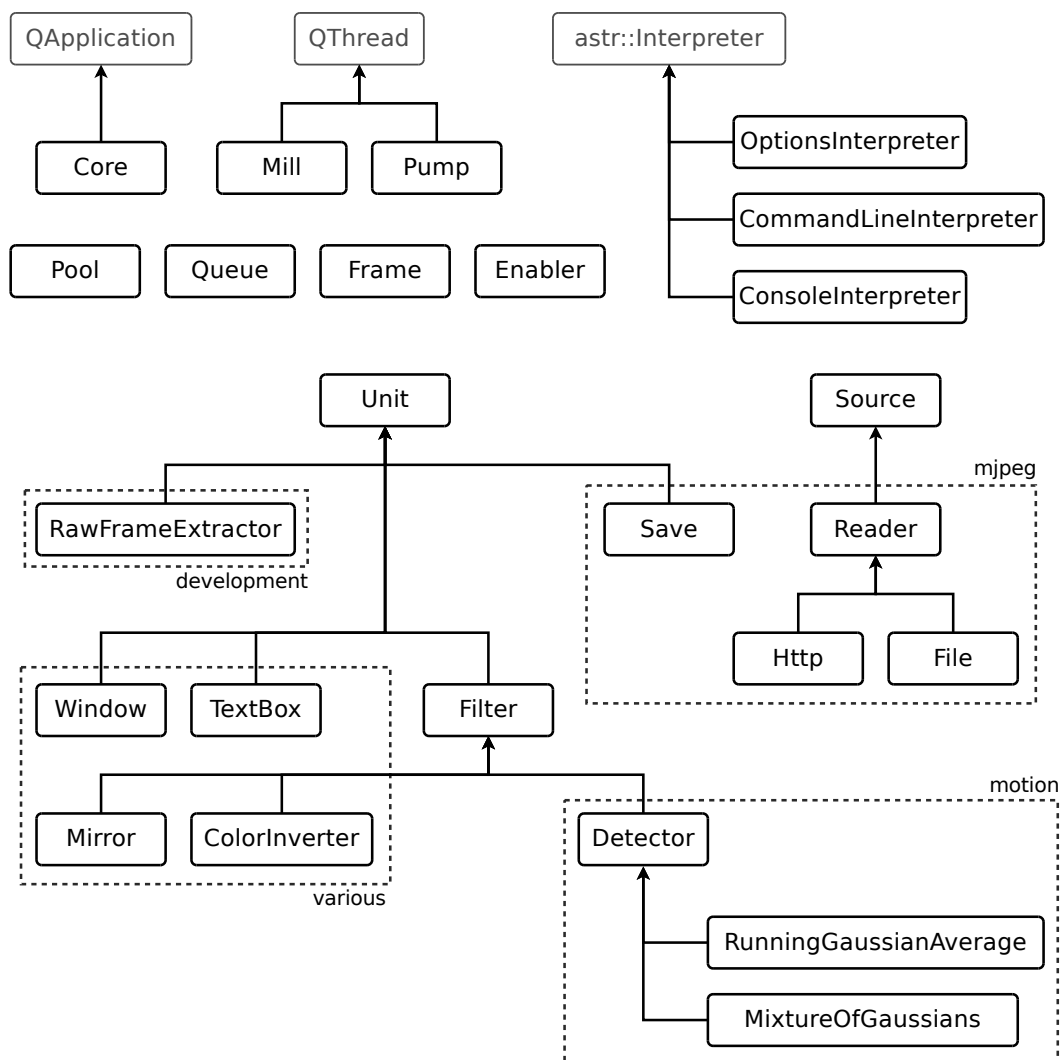 QApplication
QThread
astr::Interpreter
Core
Mill
Pump
OptionsInterpreter
CommandLineInterpreter
ConsoleInterpreter
Pool
Queue
Frame
Enabler
Unit
Source
mjpeg
RawFrameExtractor
development
Save
Reader
Http
File
Window
TextBox
Filter
Mirror
ColorInverter
various
motion
Detector
RunningGaussianAverage
MixtureOfGaussians